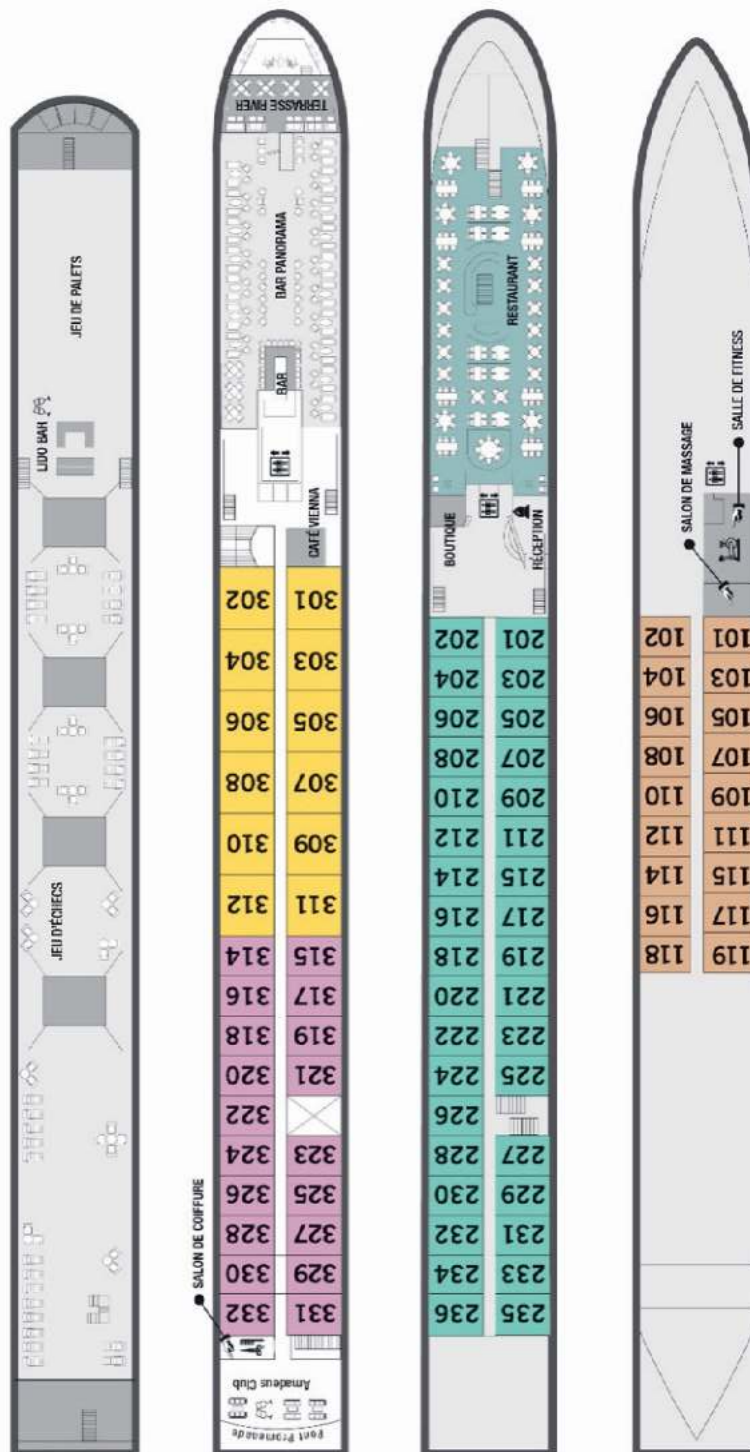 JEU DE PALETS
LIDO BAR
JEU D'ÉCHECS
TERRASSE RIVER
BAR PANORAMA
BAR
CAFÉ VIENNA
302 301
304 303
306 305
308 307
310 309
312 311
314 315
316 317
318 319
320 321
322
324 323
326 325
328 327
330 329
332 331
SALON DE COIFFURE
Amadeus Club
Pont Promenade
RESTAURANT
BOUTIQUE
RÉCEPTION
202 201
204 203
206 205
208 207
210 209
212 211
214 215
216 217
218 219
220 221
222 223
224 225
226
228 227
230 229
232 231
234 233
236 235
SALON DE MASSAGE
SALLE DE FITNESS
102 101
104 103
106 105
108 107
110 109
112 111
114 115
116 117
118 119